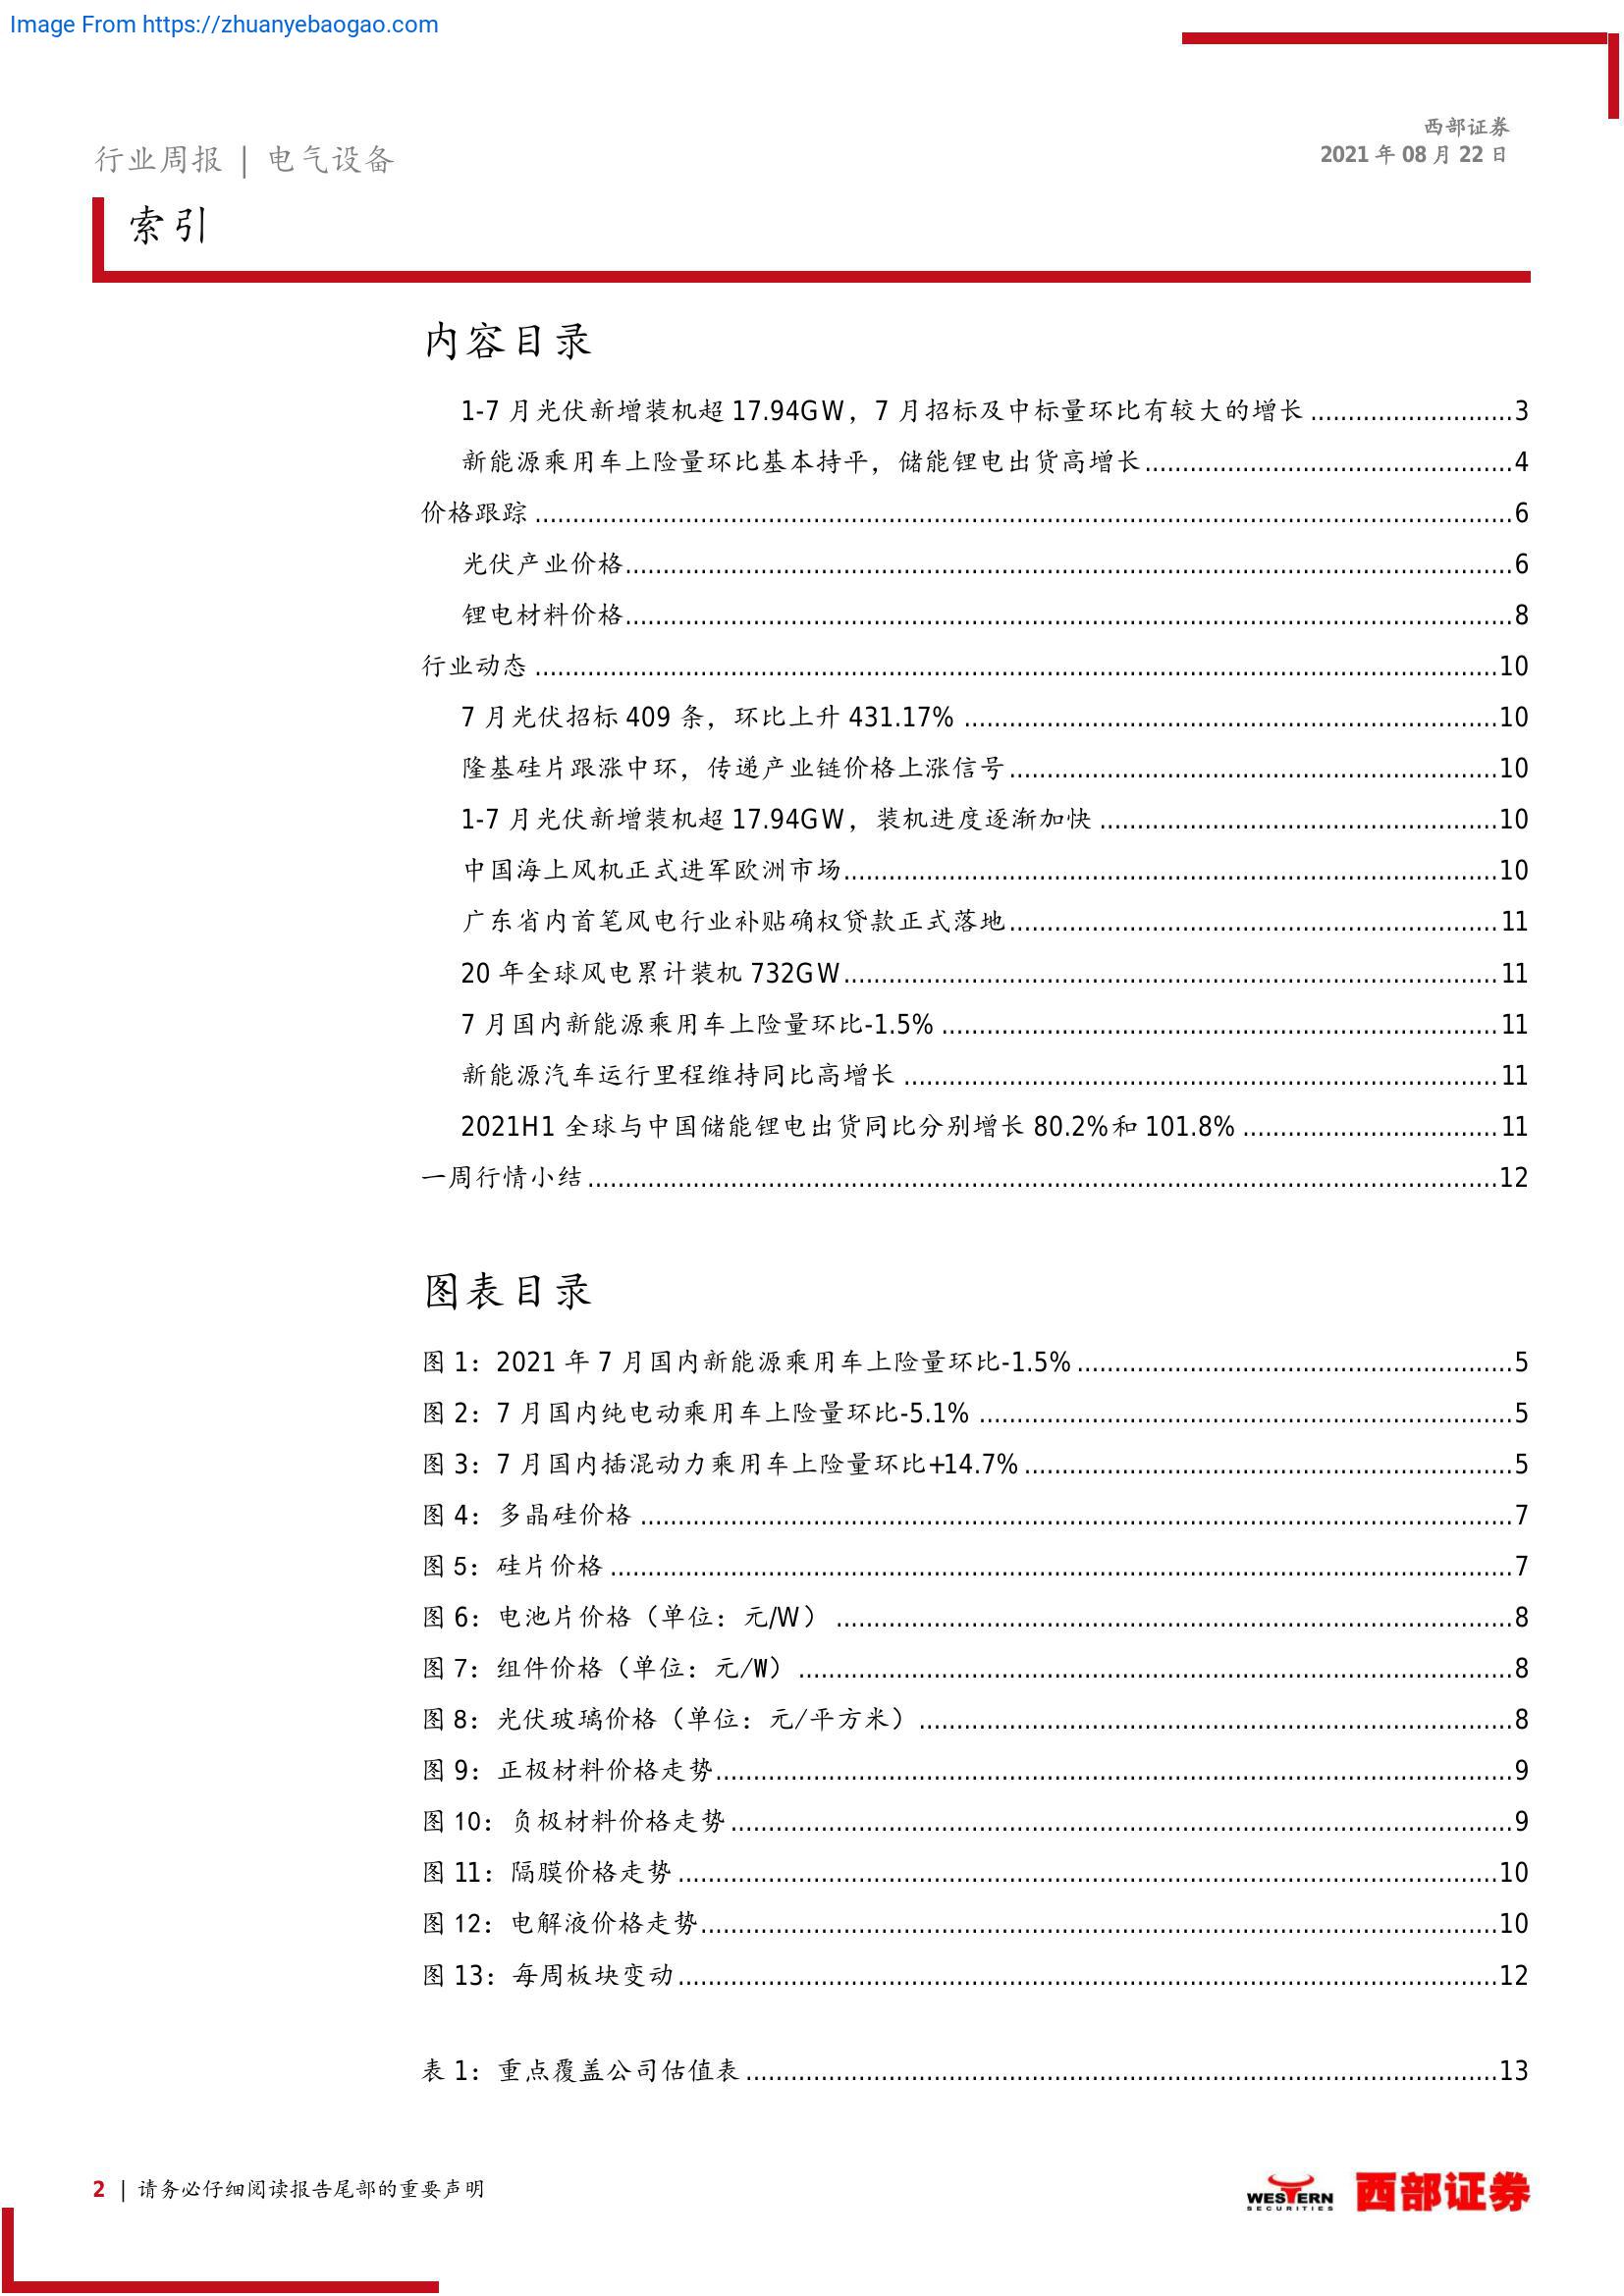 Image From https://zhuanyebaogao.com
西部证券
2021 年 08 月 22 日
行业周报 | 电气设备
索引
内容目录
1-7 月光伏新增装机超 17.94GW，7 月招标及中标量环比有较大的增长 ........................... 3
新能源乘用车上险量环比基本持平，储能锂电出货高增长 ................................................. 4
价格跟踪 ................................................................................................................................... 6
光伏产业价格 ....................................................................................................................... 6
锂电材料价格 ....................................................................................................................... 8
行业动态 ................................................................................................................................. 10
7 月光伏招标 409 条，环比上升 431.17% ....................................................................... 10
隆基硅片跟涨中环，传递产业链价格上涨信号 ................................................................. 10
1-7 月光伏新增装机超 17.94GW，装机进度逐渐加快 ..................................................... 10
中国海上风机正式进军欧洲市场 ....................................................................................... 10
广东省内首笔风电行业补贴确权贷款正式落地 ................................................................. 11
20 年全球风电累计装机 732GW ....................................................................................... 11
7 月国内新能源乘用车上险量环比-1.5% .......................................................................... 11
新能源汽车运行里程维持同比高增长 ............................................................................... 11
2021H1 全球与中国储能锂电出货同比分别增长 80.2%和 101.8% .................................. 11
一周行情小结 ......................................................................................................................... 12
图表目录
图 1：2021 年 7 月国内新能源乘用车上险量环比-1.5% .......................................................... 5
图 2：7 月国内纯电动乘用车上险量环比-5.1% ....................................................................... 5
图 3：7 月国内插混动力乘用车上险量环比+14.7% ................................................................. 5
图 4：多晶硅价格 .................................................................................................................... 7
图 5：硅片价格 ........................................................................................................................ 7
图 6：电池片价格（单位：元/W） .......................................................................................... 8
图 7：组件价格（单位：元/W） .............................................................................................. 8
图 8：光伏玻璃价格（单位：元/平方米） ............................................................................... 8
图 9：正极材料价格走势 .......................................................................................................... 9
图 10：负极材料价格走势 ........................................................................................................ 9
图 11：隔膜价格走势 ............................................................................................................. 10
图 12：电解液价格走势 .......................................................................................................... 10
图 13：每周板块变动 ............................................................................................................. 12
表 1：重点覆盖公司估值表 .................................................................................................... 13
2 | 请务必仔细阅读报告尾部的重要声明
WESTERN
SECURITIES
西部证券